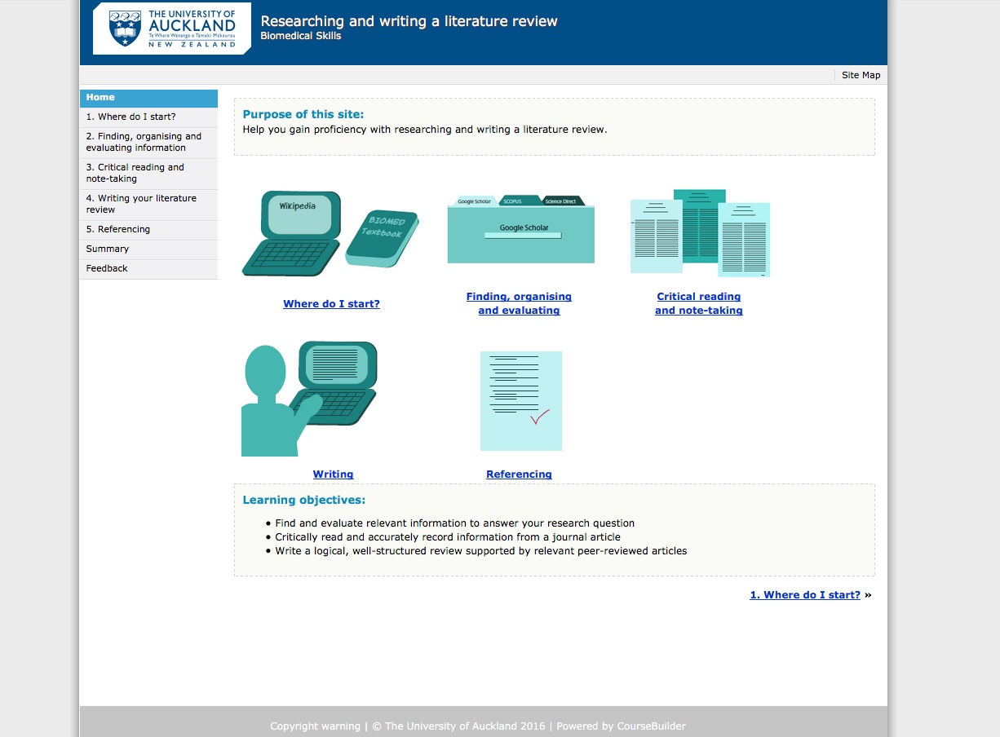 THE UNIVERSITY OF
AUCKLAND
Te Whare Wānanga o Tāmaki Makaurau
NEW ZEALAND
Researching and writing a literature review
Biomedical Skills
Site Map
Home
1. Where do I start?
2. Finding, organising and
evaluating information
3. Critical reading and
note-taking
4. Writing your literature
review
5. Referencing
Summary
Feedback
Purpose of this site:
Help you gain proficiency with researching and writing a literature review.
Wikipedia
BIOMED
Textbook
Google Scholar
SCOPUS
Science Direct
Google Scholar
Where do I start?
Finding, organising
and evaluating
Critical reading
and note-taking
Writing
Referencing
Learning objectives:
• Find and evaluate relevant information to answer your research question
• Critically read and accurately record information from a journal article
• Write a logical, well-structured review supported by relevant peer-reviewed articles
1. Where do I start? »
Copyright warning | © The University of Auckland 2016 | Powered by CourseBuilder